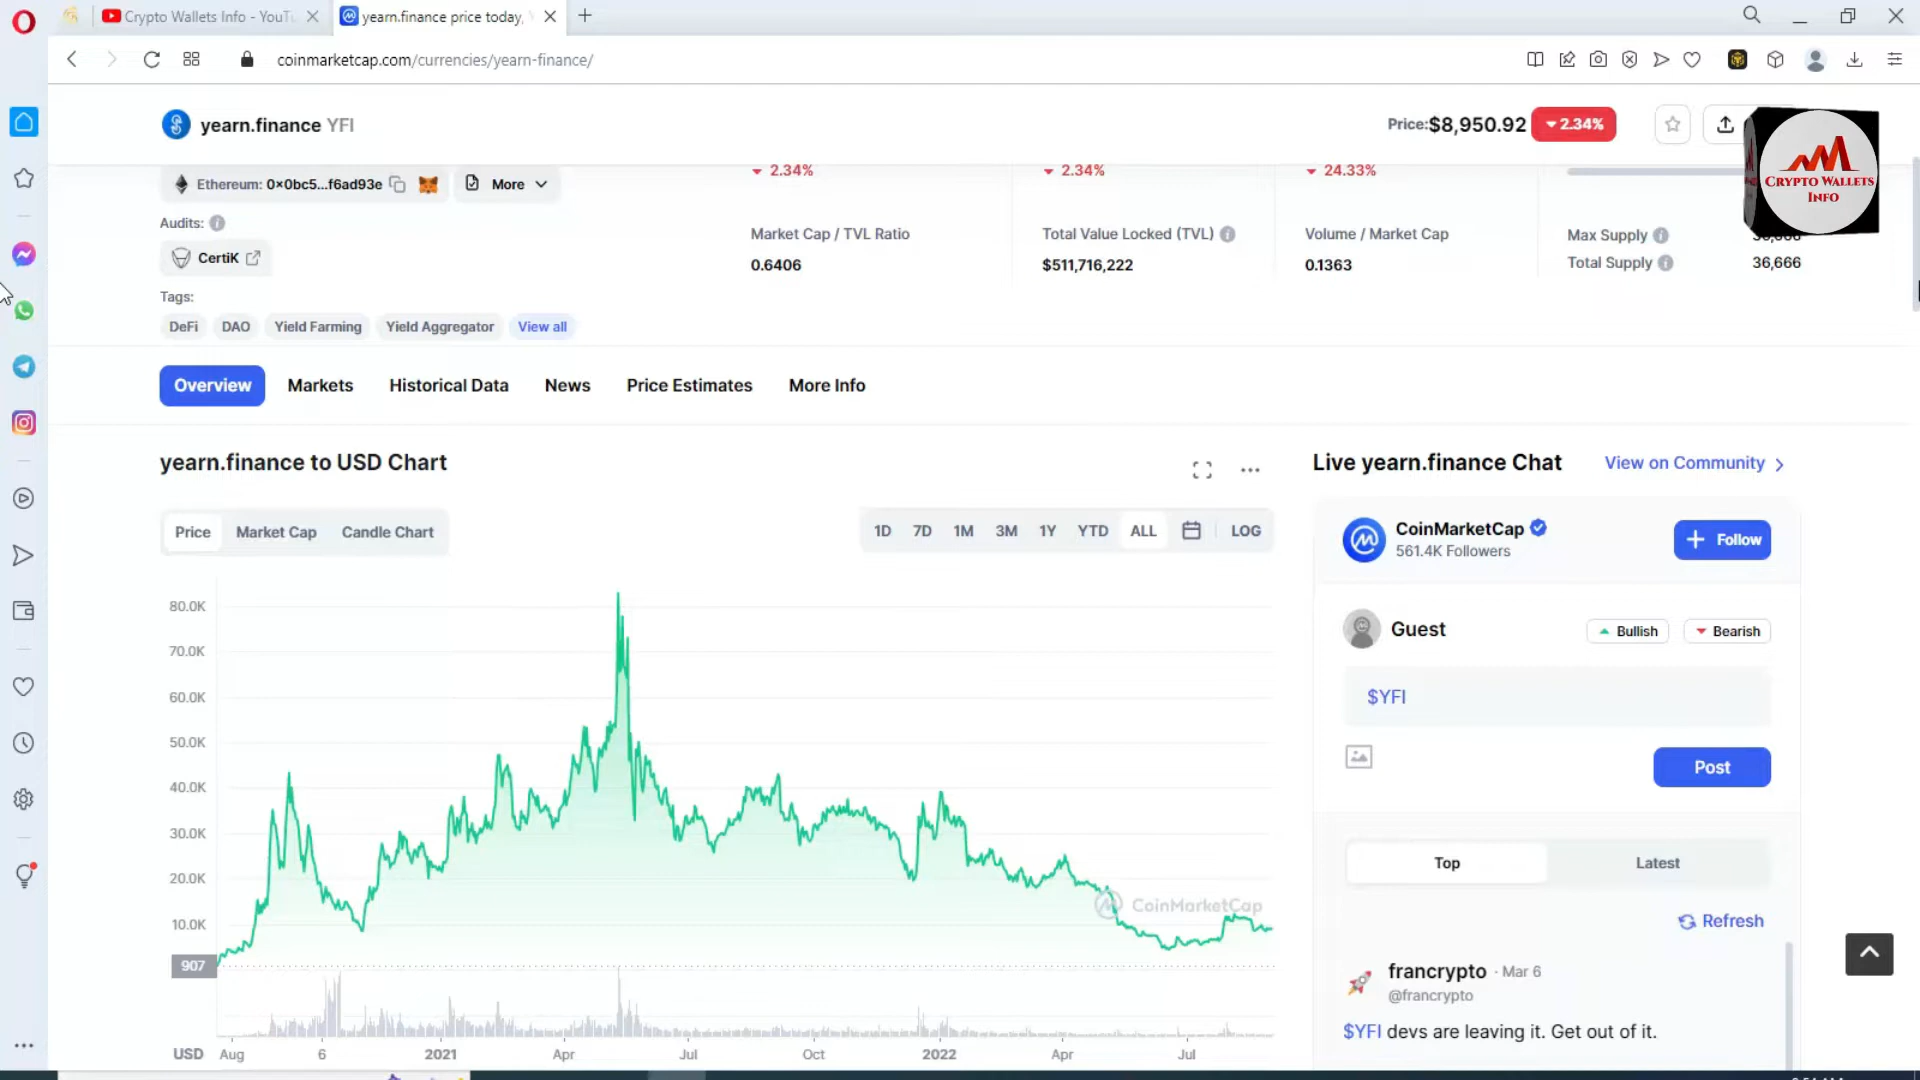 Crypto Wallets Info - YouTu
yearn.finance price today,
coinmarketcap.com/currencies/yearn-finance/
yearn.finance YFI
Price:$8,950.92
2.34%
CRYPTO WALLETS
INFO
Ethereum: 0x0bc5...f6ad93e
More
2.34%
2.34%
24.33%
Audits:
CertiK
Market Cap / TVL Ratio
0.6406
Total Value Locked (TVL)
$511,716,222
Volume / Market Cap
0.1363
Max Supply
Total Supply
36,666
Tags:
DeFi
DAO
Yield Farming
Yield Aggregator
View all
Overview
Markets
Historical Data
News
Price Estimates
More Info
yearn.finance to USD Chart
Price
Market Cap
Candle Chart
1D
7D
1M
3M
1Y
YTD
ALL
LOG
80.0K
70.0K
60.0K
50.0K
40.0K
30.0K
20.0K
10.0K
907
CoinMarketCap
USD
Aug
6
2021
Apr
Jul
Oct
2022
Apr
Jul
Live yearn.finance Chat
View on Community
CoinMarketCap
561.4K Followers
Follow
Guest
Bullish
Bearish
$YFI
Post
Top
Latest
Refresh
francrypto · Mar 6
@francrypto
$YFI devs are leaving it. Get out of it.